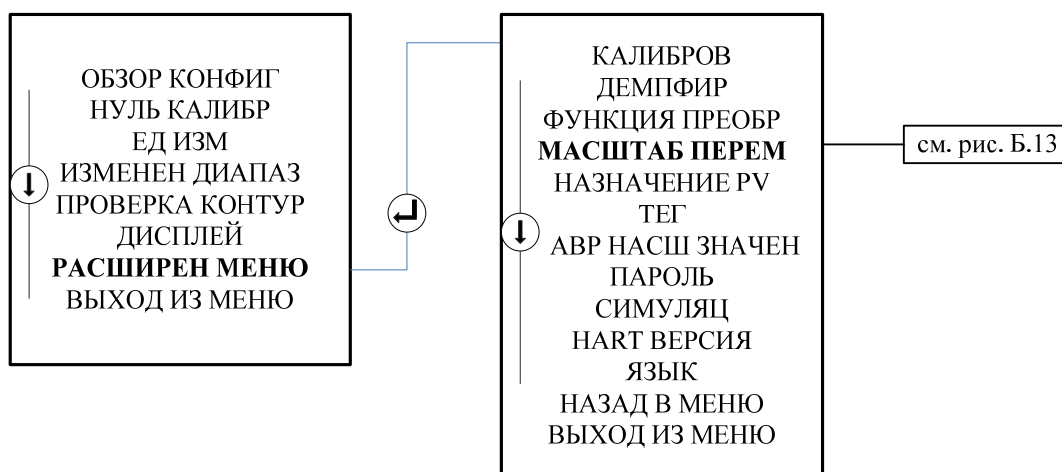 ОБЗОР КОНФИГ
НУЛЬ КАЛИБР
ЕД ИЗМ
ИЗМЕНЕН ДИАПАЗ
ПРОВЕРКА КОНТУР
ДИСПЛЕЙ
РАСШИРЕН МЕНЮ
ВЫХОД ИЗ МЕНЮ
КАЛИБРОВ
ДЕМПФИР
ФУНКЦИЯ ПРЕОБР
МАСШТАБ ПЕРЕМ
НАЗНАЧЕНИЕ PV
ТЕГ
АВР НАСШ ЗНАЧЕН
ПАРОЛЬ
СИМУЛЯЦ
HART ВЕРСИЯ
ЯЗЫК
НАЗАД В МЕНЮ
ВЫХОД ИЗ МЕНЮ
см. рис. Б.13